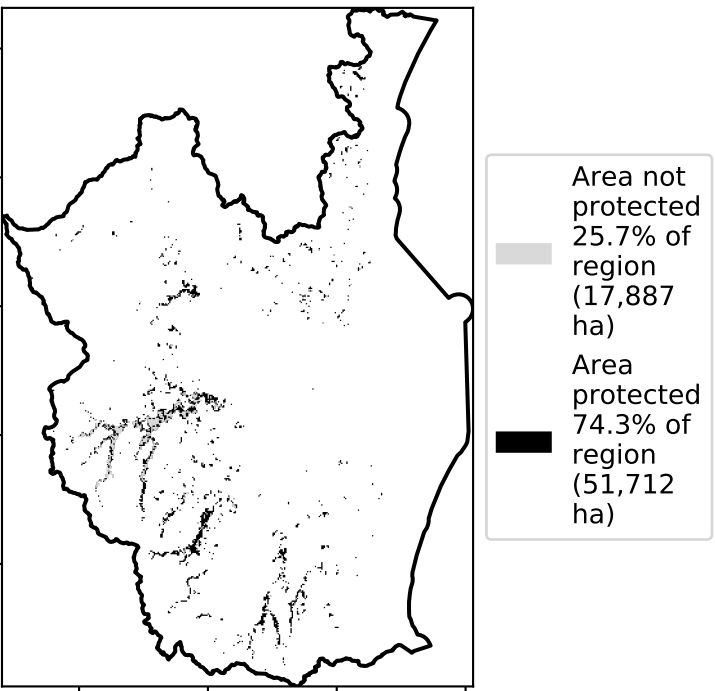 Area not
protected
25.7% of
region
(17,887
ha)
Area
protected
74.3% of
region
(51,712
ha)